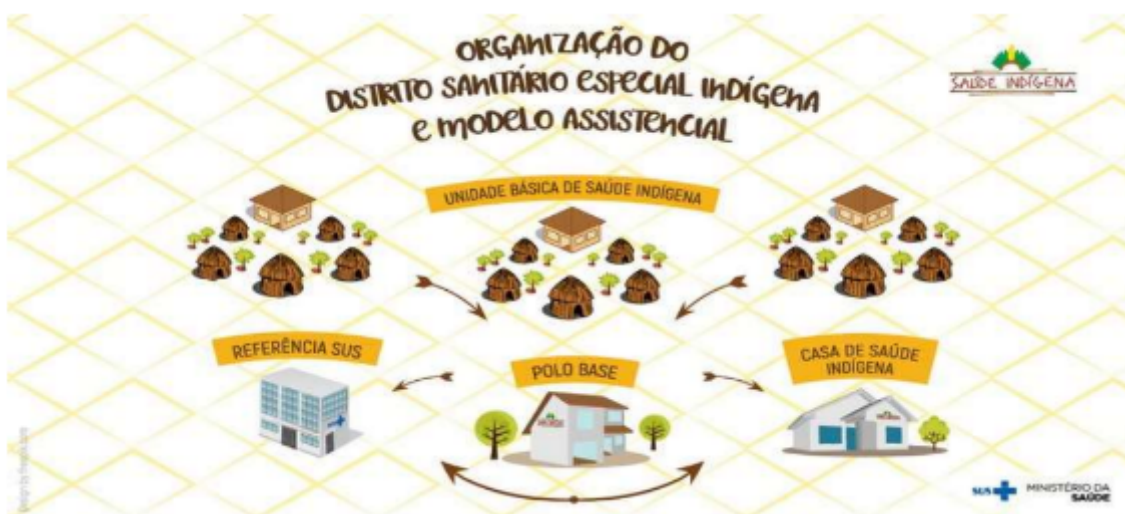 ORGANIZAÇÃO DO
DISTRITO SANITÁRIO ESPECIAL INDÍGENA
E MODELO ASSISTENCIAL
SAÚDE INDÍGENA
UNIDADE BÁSICA DE SAÚDE INDÍGENA
REFERÊNCIA SUS
POLO BASE
CASA DE SAÚDE
INDÍGENA
SUS
MINISTÉRIO DA
SAÚDE